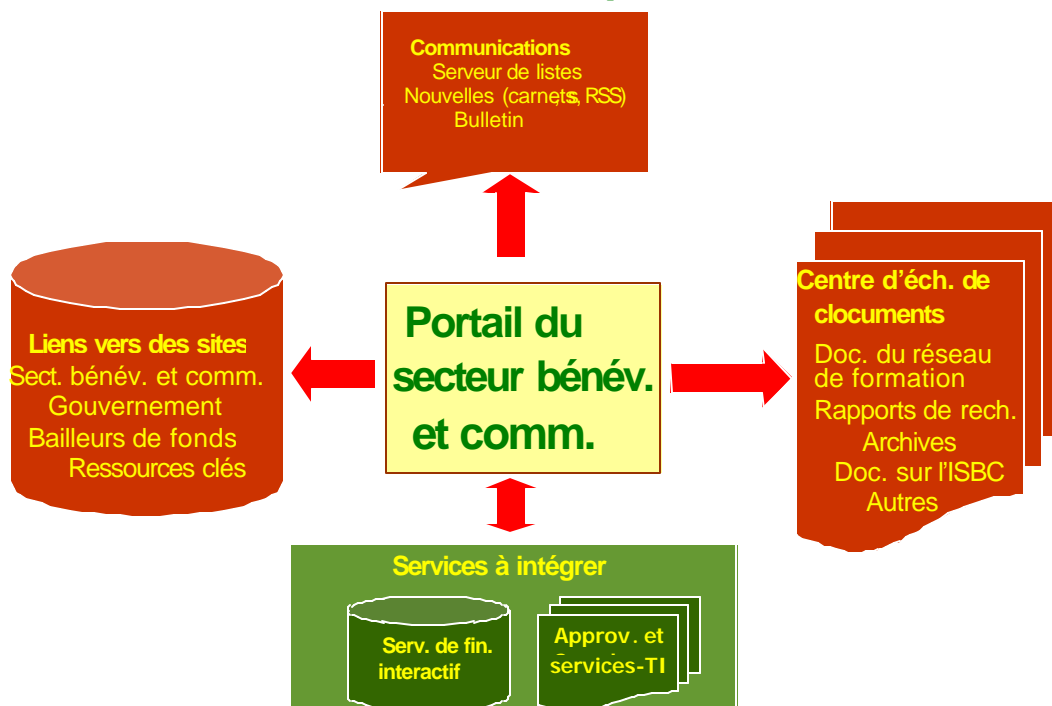 Communications
Serveur de listes
Nouvelles (carnets, RSS)
Bulletin
Liens vers des sites
Sect. bénév. et comm.
Gouvernement
Bailleurs de fonds
Ressources clés
Portail du
secteur bénév.
et comm.
Centre d'éch. de
clocuments
Doc. du réseau
de formation
Rapports de rech.
Archives
Doc. sur l'ISBC
Autres
Services à intégrer
Serv. de fin.
interactif
Approv. et
services-TI